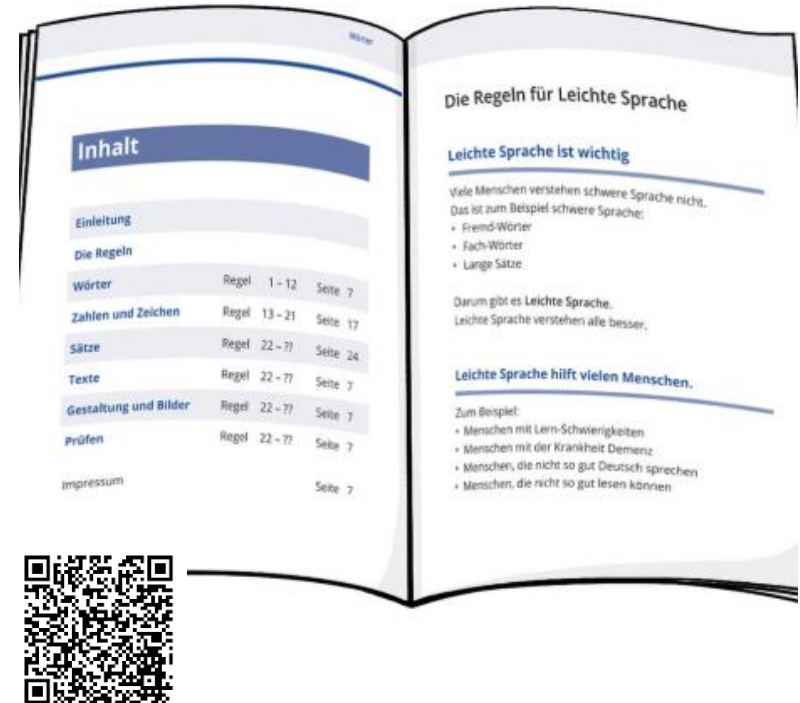 Wörter
Inhalt
Einleitung
Die Regeln
Wörter Regel 1 – 12 Seite 7
Zahlen und Zeichen Regel 13 – 21 Seite 17
Sätze Regel 22 – ?? Seite 24
Texte Regel 22 – ?? Seite 7
Gestaltung und Bilder Regel 22 – ?? Seite 7
Prüfen Regel 22 – ?? Seite 7
Impressum Seite 7
Die Regeln für Leichte Sprache
Leichte Sprache ist wichtig
Viele Menschen verstehen schwere Sprache nicht.
Das ist zum Beispiel schwere Sprache:
• Fremd-Wörter
• Fach-Wörter
• Lange Sätze
Darum gibt es Leichte Sprache.
Leichte Sprache verstehen alle besser.
Leichte Sprache hilft vielen Menschen.
Zum Beispiel:
• Menschen mit Lern-Schwierigkeiten
• Menschen mit der Krankheit Demenz
• Menschen, die nicht so gut Deutsch sprechen
• Menschen, die nicht so gut lesen können